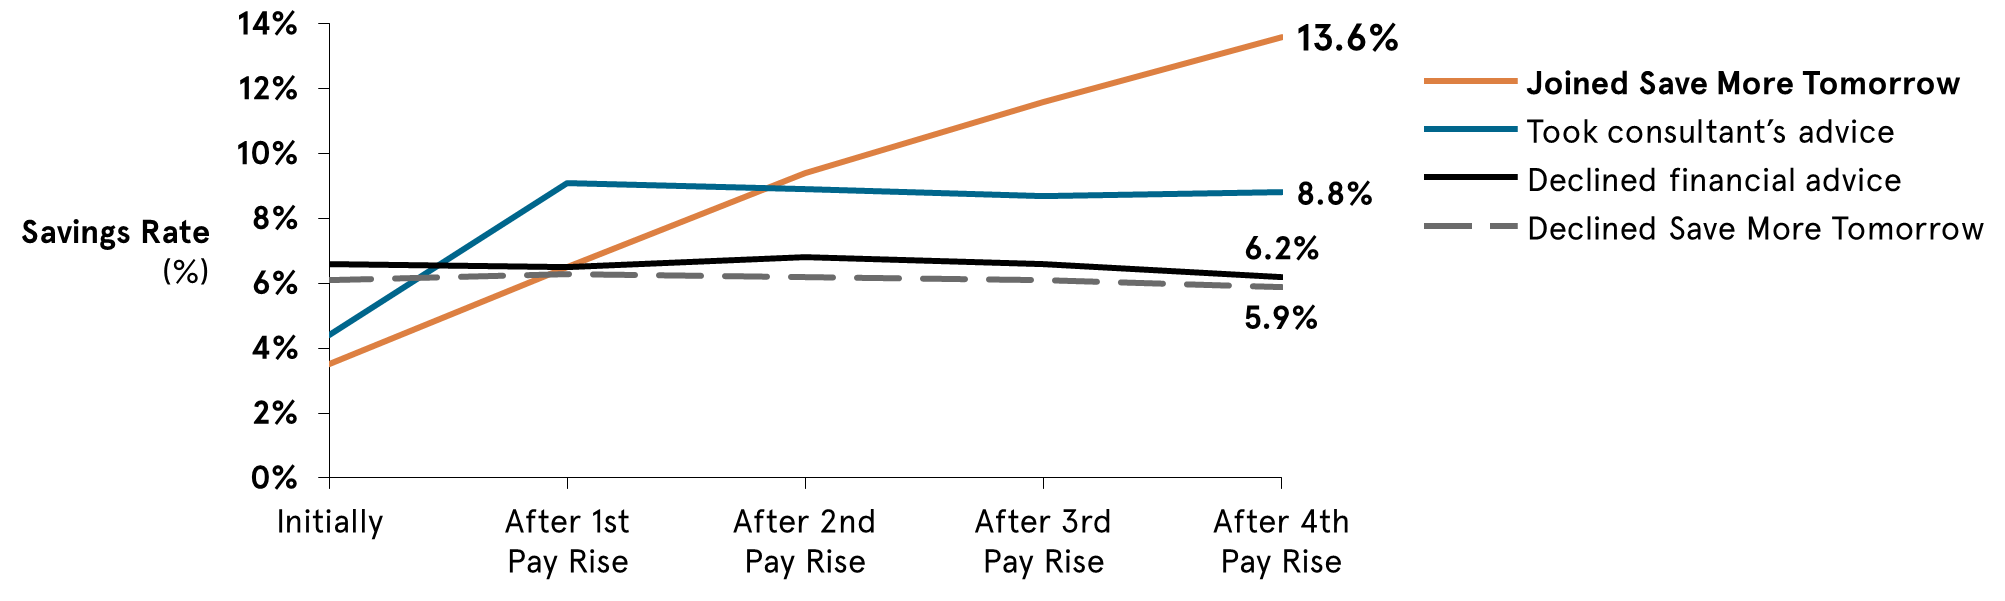 14%
12%
10%
8%
6%
4%
2%
0%
Savings Rate
(%)
13.6%
8.8%
6.2%
5.9%
Joined Save More Tomorrow
Took consultant’s advice
Declined financial advice
Declined Save More Tomorrow
Initially
After 1st
Pay Rise
After 2nd
Pay Rise
After 3rd
Pay Rise
After 4th
Pay Rise